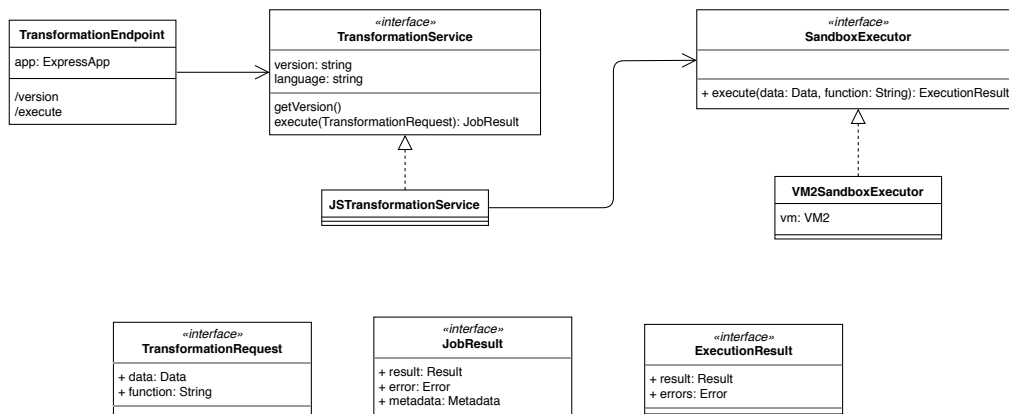 TransformationEndpoint
app: ExpressApp
/version
/execute
«interface»
TransformationService
version: string
language: string
getVersion()
execute(TransformationRequest): JobResult
«interface»
SandboxExecutor
+ execute(data: Data, function: String): ExecutionResult
JSTransformationService
VM2SandboxExecutor
vm: VM2
«interface»
TransformationRequest
+ data: Data
+ function: String
«interface»
JobResult
+ result: Result
+ error: Error
+ metadata: Metadata
«interface»
ExecutionResult
+ result: Result
+ errors: Error